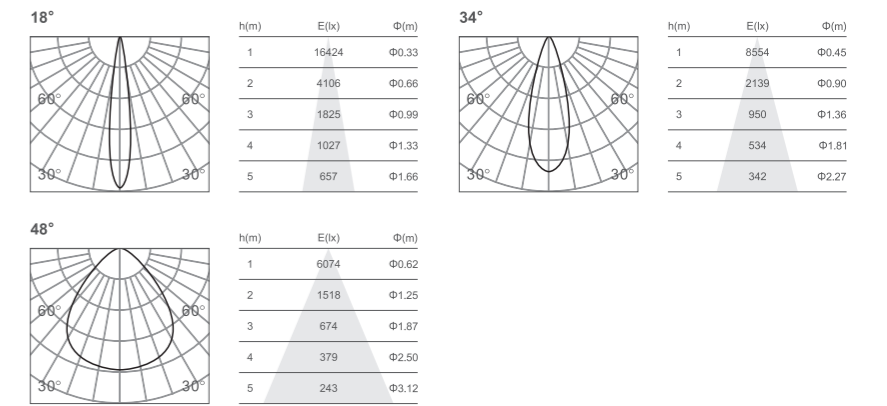 18°
60° 60°
30° 30°
h(m) E(lx) Φ(m)
1 16424 Φ0.33
2 4106 Φ0.66
3 1825 Φ0.99
4 1027 Φ1.33
5 657 Φ1.66
34°
60° 60°
30° 30°
h(m) E(lx) Φ(m)
1 8554 Φ0.45
2 2139 Φ0.90
3 950 Φ1.36
4 534 Φ1.81
5 342 Φ2.27
48°
60° 60°
30° 30°
h(m) E(lx) Φ(m)
1 6074 Φ0.62
2 1518 Φ1.25
3 674 Φ1.87
4 379 Φ2.50
5 243 Φ3.12